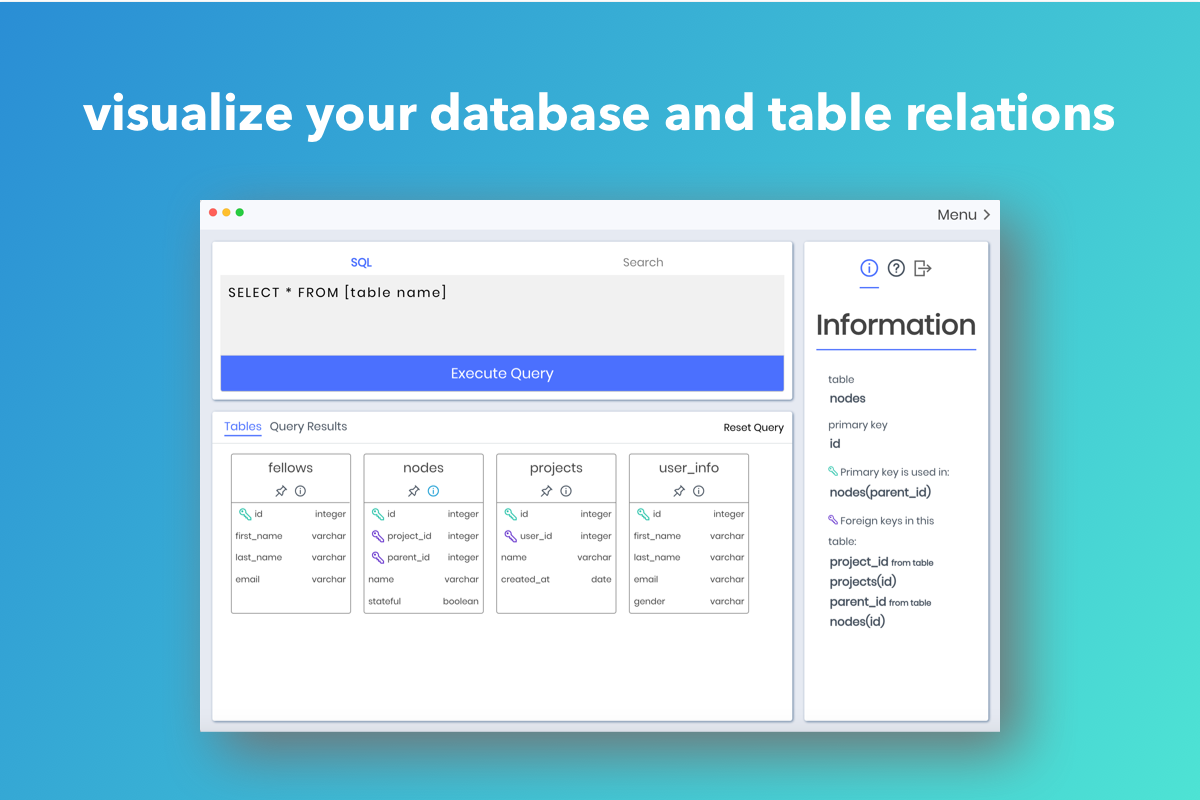 visualize your database and table relations
Menu
SQL Search
SELECT * FROM [table name]
Execute Query
Tables Query Results Reset Query
fellows
id integer
first_name varchar
last_name varchar
email varchar
nodes
id integer
project_id integer
parent_id integer
name varchar
stateful boolean
projects
id integer
user_id integer
name varchar
created_at date
user_info
id integer
first_name varchar
last_name varchar
email varchar
gender varchar
Information
table
nodes
primary key
id
Primary key is used in:
nodes(parent_id)
Foreign keys in this
table:
project_id from table
projects(id)
parent_id from table
nodes(id)